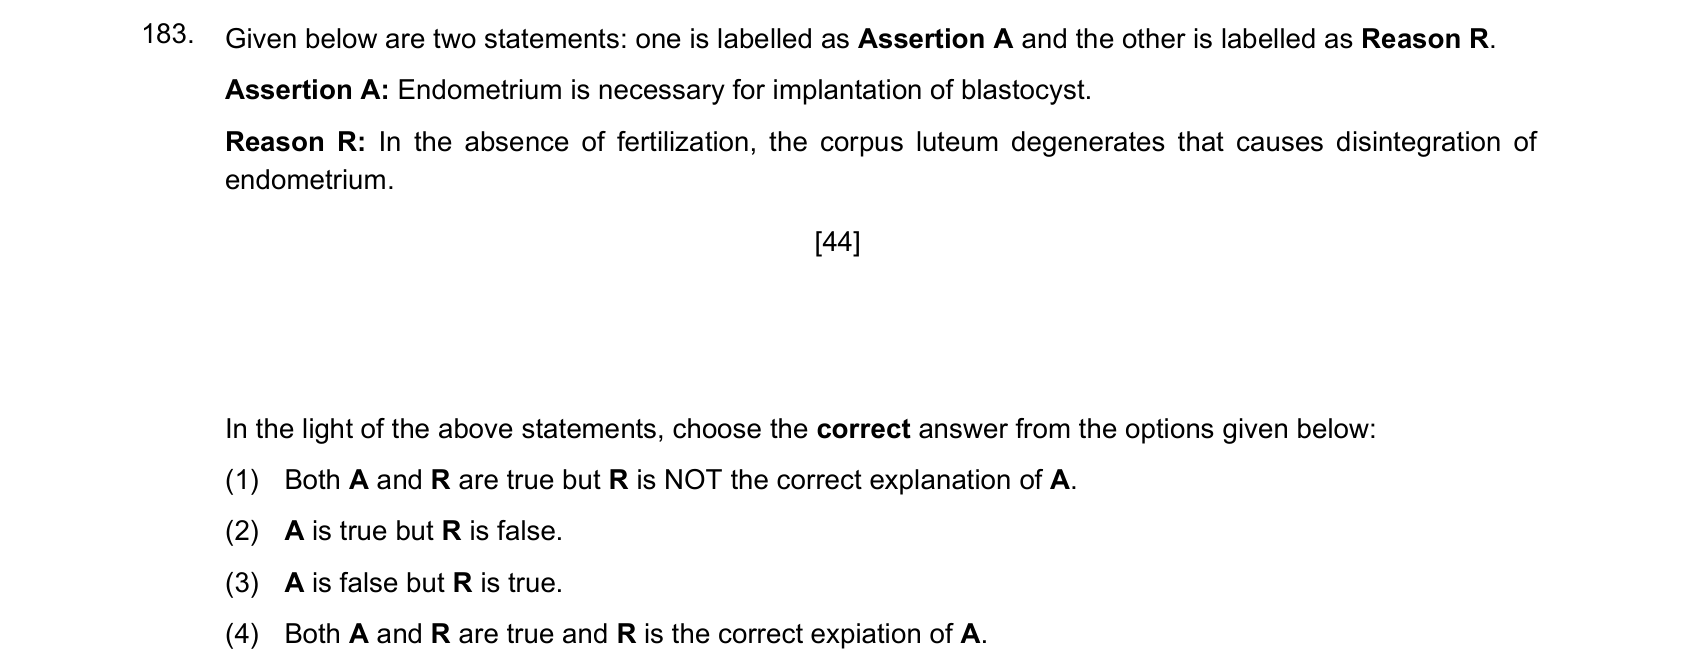 183. Given below are two statements: one is labelled as Assertion A and the other is labelled as Reason R.
Assertion A: Endometrium is necessary for implantation of blastocyst.
Reason R: In the absence of fertilization, the corpus luteum degenerates that causes disintegration of
endometrium.
[44]
In the light of the above statements, choose the correct answer from the options given below:
(1) Both A and R are true but R is NOT the correct explanation of A.
(2) A is true but R is false.
(3) A is false but R is true.
(4) Both A and R are true and R is the correct expiation of A.